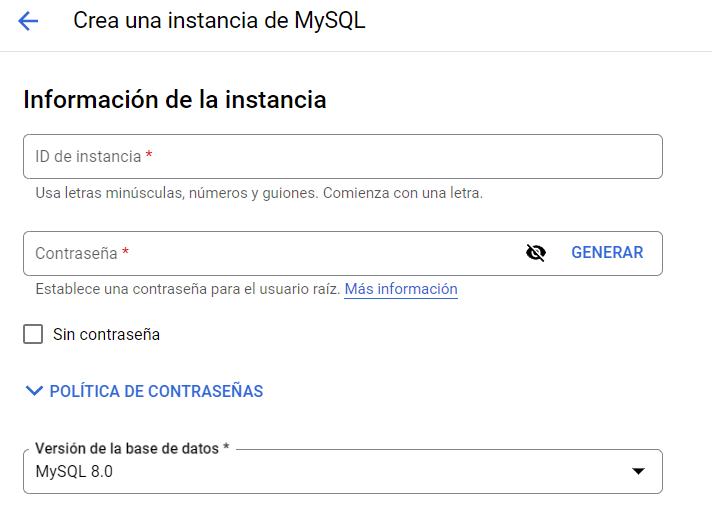 Crea una instancia de MySQL
Información de la instancia
ID de instancia *
Usa letras minúsculas, números y guiones. Comienza con una letra.
Contraseña * GENERAR
Establece una contraseña para el usuario raíz. Más información
Sin contraseña
POLÍTICA DE CONTRASEÑAS
Versión de la base de datos *
MySQL 8.0